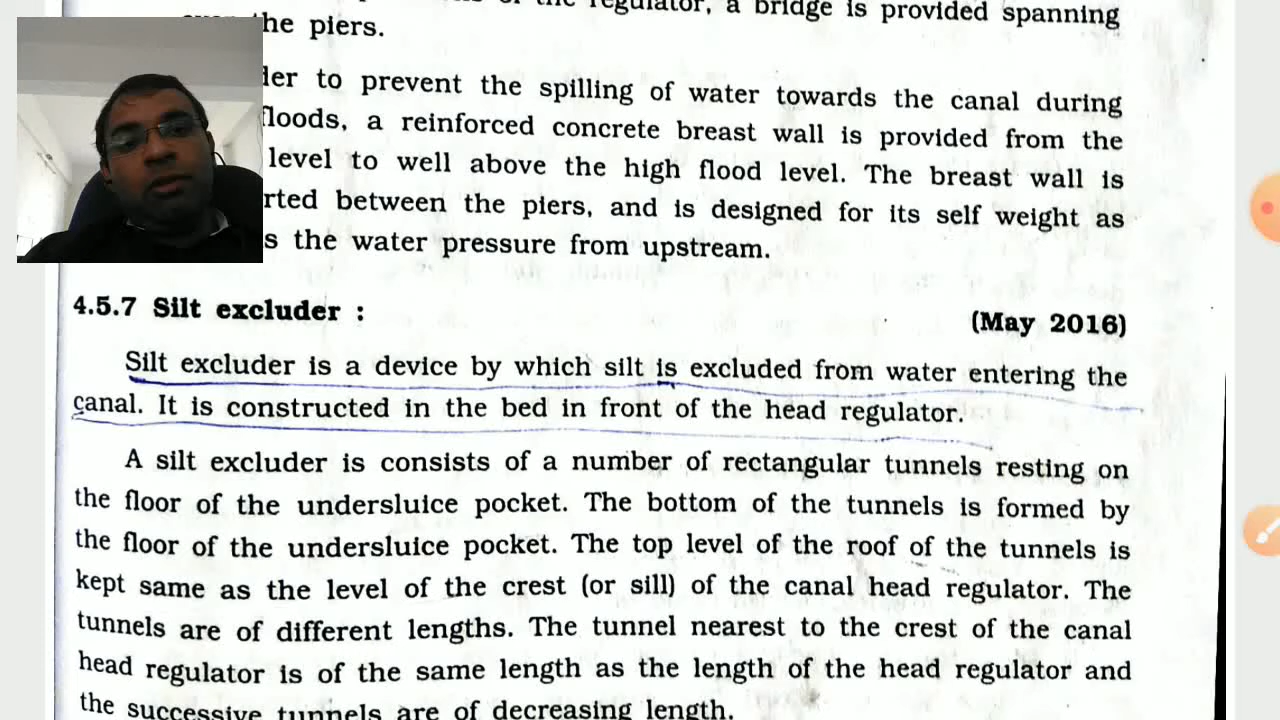 the regulator, a bridge is provided spanning
the piers.
to prevent the spilling of water towards the canal during
floods, a reinforced concrete breast wall is provided from the
level to well above the high flood level. The breast wall is
between the piers, and is designed for its self weight as
the water pressure from upstream.
4.5.7 Silt excluder :
(May 2016)
Silt excluder is a device by which silt is excluded from water entering the
canal. It is constructed in the bed in front of the head regulator.
A silt excluder is consists of a number of rectangular tunnels resting on
the floor of the undersluice pocket. The bottom of the tunnels is formed by
the floor of the undersluice pocket. The top level of the roof of the tunnels is
kept same as the level of the crest (or sill) of the canal head regulator. The
tunnels are of different lengths. The tunnel nearest to the crest of the canal
head regulator is of the same length as the length of the head regulator and
the successive tunnels are of decreasing length.